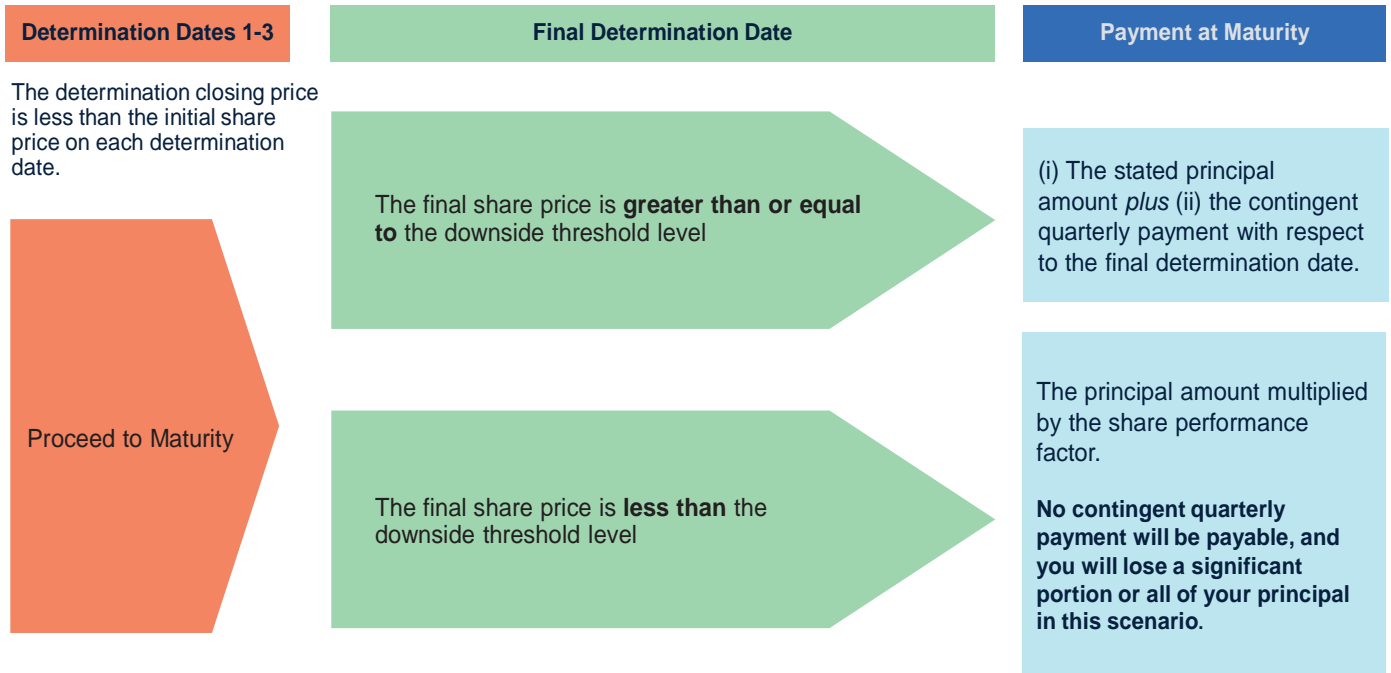 Determination Dates 1-3
The determination closing price
is less than the initial share
price on each determination
date.
Proceed to Maturity
Final Determination Date
The final share price is greater than or equal
to the downside threshold level
The final share price is less than the
downside threshold level
Payment at Maturity
(i) The stated principal
amount plus (ii) the contingent
quarterly payment with respect
to the final determination date.
The principal amount multiplied
by the share performance
factor.
No contingent quarterly
payment will be payable, and
you will lose a significant
portion or all of your principal
in this scenario.